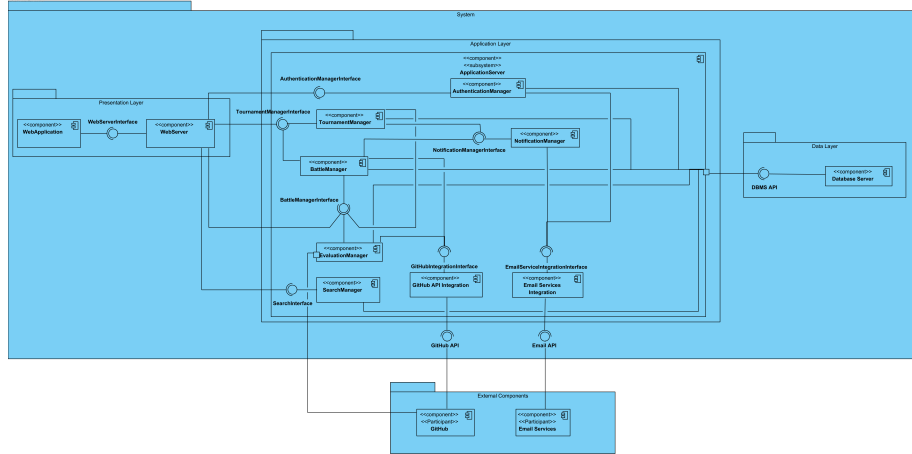 System
Application Layer
<<component>>
<<subsystem>>
ApplicationServer
AuthenticationManagerInterface
<<component>>
AuthenticationManager
Presentation Layer
<<component>>
WebApplication
WebServerInterface
<<component>>
WebServer
TournamentManagerInterface
<<component>>
TournamentManager
NotificationManagerInterface
<<component>>
NotificationManager
<<component>>
BattleManager
Data Layer
DBMS API
<<component>>
Database Server
BattleManagerInterface
<<component>>
EvaluationManager
GitHubIntegrationInterface
EmailServiceIntegrationInterface
<<component>>
SearchManager
SearchInterface
<<component>>
GitHub API Integration
<<component>>
Email Services
Integration
GitHub API
Email API
External Components
<<component>>
<<Participant>>
GitHub
<<component>>
<<Participant>>
Email Services